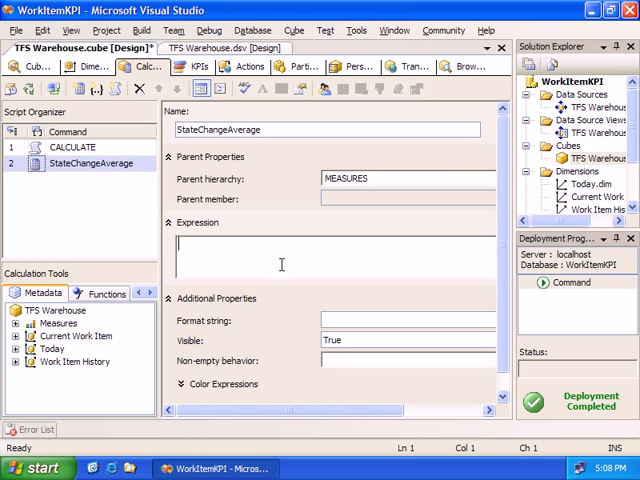 WorkItemKPI - Microsoft Visual Studio
File Edit View Project Build Debug Database Cube Test Tools Window Community Help
TFS Warehouse.cube [Design]* TFS Warehouse.dsv [Design]
Cub... Dime... Calc... KPIs Actions Parti... Pers... Tran... Brow...
Script Organizer
Command
1 CALCULATE
2 StateChangeAverage
Calculation Tools
Metadata Functions
TFS Warehouse
Measures
Current Work Item
Today
Work Item History
Name:
StateChangeAverage
Parent Properties
Parent hierarchy: MEASURES
Parent member:
Expression
Additional Properties
Format string:
Visible: True
Non-empty behavior:
Color Expressions
Solution Explorer
WorkItemKPI
Data Sources
TFS Warehous
Data Source Views
TFS Warehous
Cubes
TFS Warehous
Dimensions
Today.dim
Current Work
Work Item His
Deployment Prog...
Server : localhost
Database : WorkItemKPI
Command
Status:
Deployment
Completed
Error List
Ready Ln 1 Col 1 Ch 1 INS
start WorkItemKPI - Micros... 5:08 PM